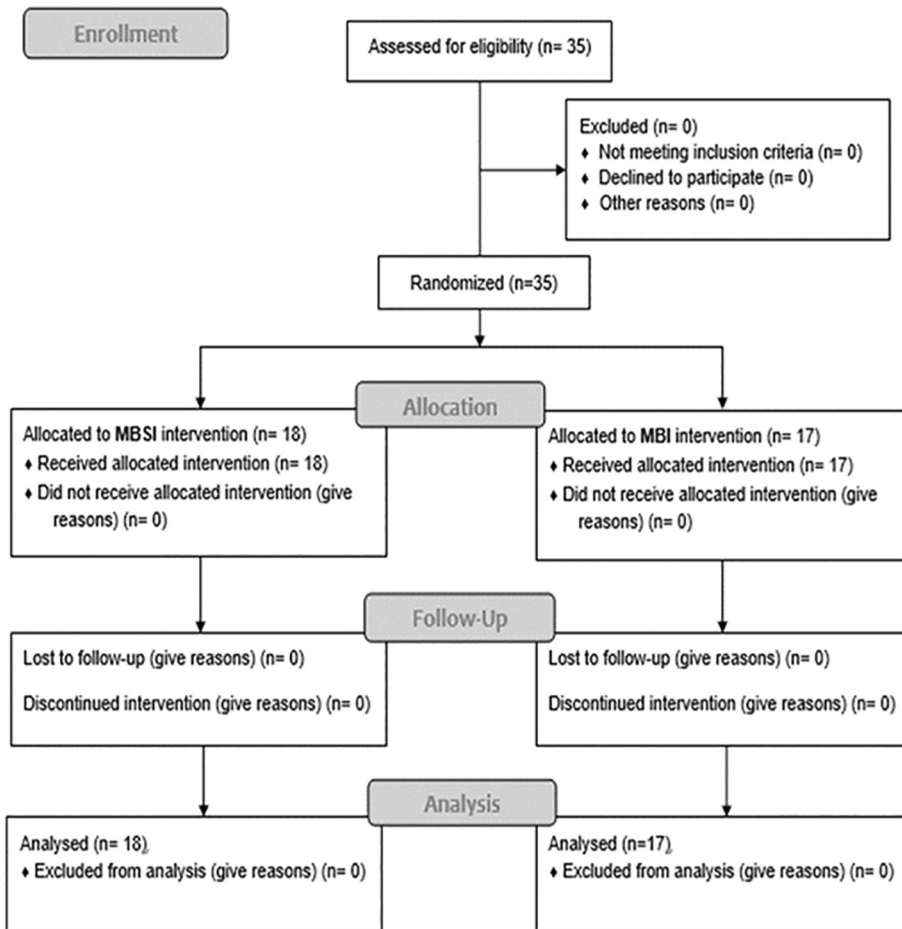 Enrollment
Assessed for eligibility (n= 35)
Excluded (n= 0)
♦ Not meeting inclusion criteria (n= 0)
♦ Declined to participate (n= 0)
♦ Other reasons (n= 0)
Randomized (n=35)
Allocation
Allocated to MBSI intervention (n= 18)
♦ Received allocated intervention (n= 18)
♦ Did not receive allocated intervention (give
reasons) (n= 0)
Allocated to MBI intervention (n= 17)
♦ Received allocated intervention (n= 17)
♦ Did not receive allocated intervention (give
reasons) (n= 0)
Follow-Up
Lost to follow-up (give reasons) (n= 0)
Discontinued intervention (give reasons) (n= 0)
Lost to follow-up (give reasons) (n= 0)
Discontinued intervention (give reasons) (n= 0)
Analysis
Analysed (n= 18),
♦ Excluded from analysis (give reasons) (n= 0)
Analysed (n=17),
♦ Excluded from analysis (give reasons) (n= 0)